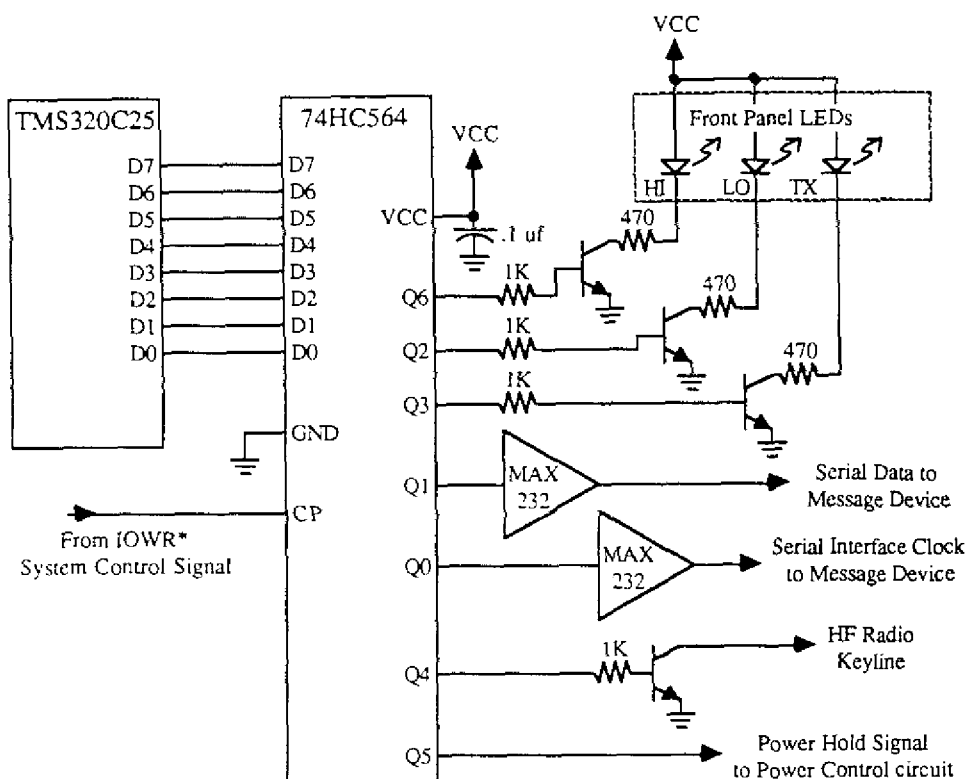 VCC
TMS320C25
74HC564
VCC
Front Panel LEDs
HI
LO
TX
D7
D6
D5
D4
D3
D2
D1
D0
D7
D6
D5
D4
D3
D2
D1
D0
VCC
.1 uf
470
470
470
1K
1K
1K
Q6
Q2
Q3
GND
Q1
MAX
232
Serial Data to
Message Device
CP
From IOWR*
System Control Signal
Q0
MAX
232
Serial Interface Clock
to Message Device
Q4
1K
HF Radio
Keyline
Q5
Power Hold Signal
to Power Control circuit